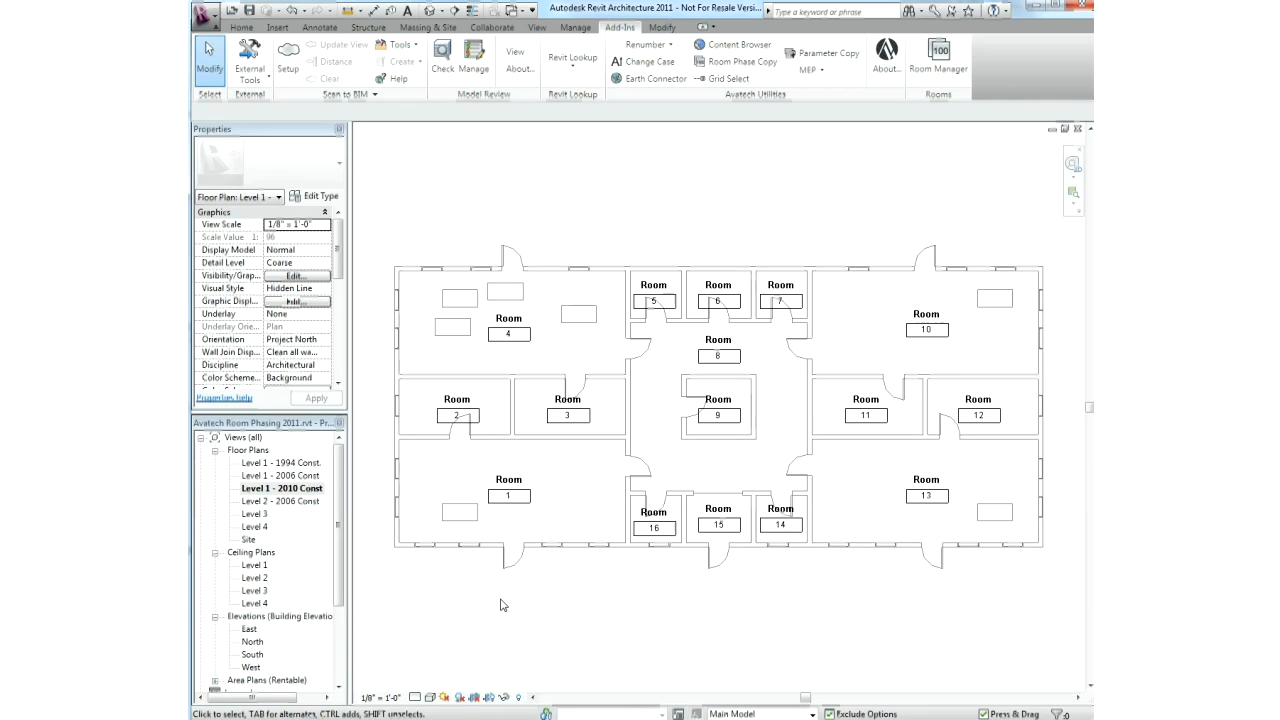 Autodesk Revit Architecture 2011 - Not For Resale Versi...
Type a keyword or phrase
Home Insert Annotate Structure Massing & Site Collaborate View Manage Add-Ins Modify
Modify
External Tools
Setup
Update View
Distance
Clear
Tools
Create
Help
Check
Manage
View
About...
Revit Lookup
Renumber
Change Case
Earth Connector
Content Browser
Room Phase Copy
Grid Select
Parameter Copy
MEP
About...
100
Room Manager
Select External Scan to BIM Model Review Revit Lookup Avatech Utilities Rooms
Properties
Floor Plan: Level 1 -
Edit Type
Graphics
View Scale 1/8" = 1'-0"
Scale Value 1: 96
Display Model Normal
Detail Level Coarse
Visibility/Grap... Edit...
Visual Style Hidden Line
Graphic Displ... Edit...
Underlay None
Underlay Orie... Plan
Orientation Project North
Wall Join Disp... Clean all wa...
Discipline Architectural
Color Scheme... Background
Properties help
Apply
Avatech Room Phasing 2011.rvt - Pr...
Views (all)
Floor Plans
Level 1 - 1994 Const.
Level 1 - 2006 Const
Level 1 - 2010 Const
Level 2 - 2006 Const
Level 3
Level 4
Site
Ceiling Plans
Level 1
Level 2
Level 3
Level 4
Elevations (Building Elevatio
East
North
South
West
Area Plans (Rentable)
Room
5
Room
6
Room
7
Room
4
Room
10
Room
8
Room
2
Room
3
Room
9
Room
11
Room
12
Room
1
Room
13
Room
16
Room
15
Room
14
1/8" = 1'-0"
Click to select, TAB for alternates, CTRL adds, SHIFT unselects.
Main Model
Exclude Options
Press & Drag
:0